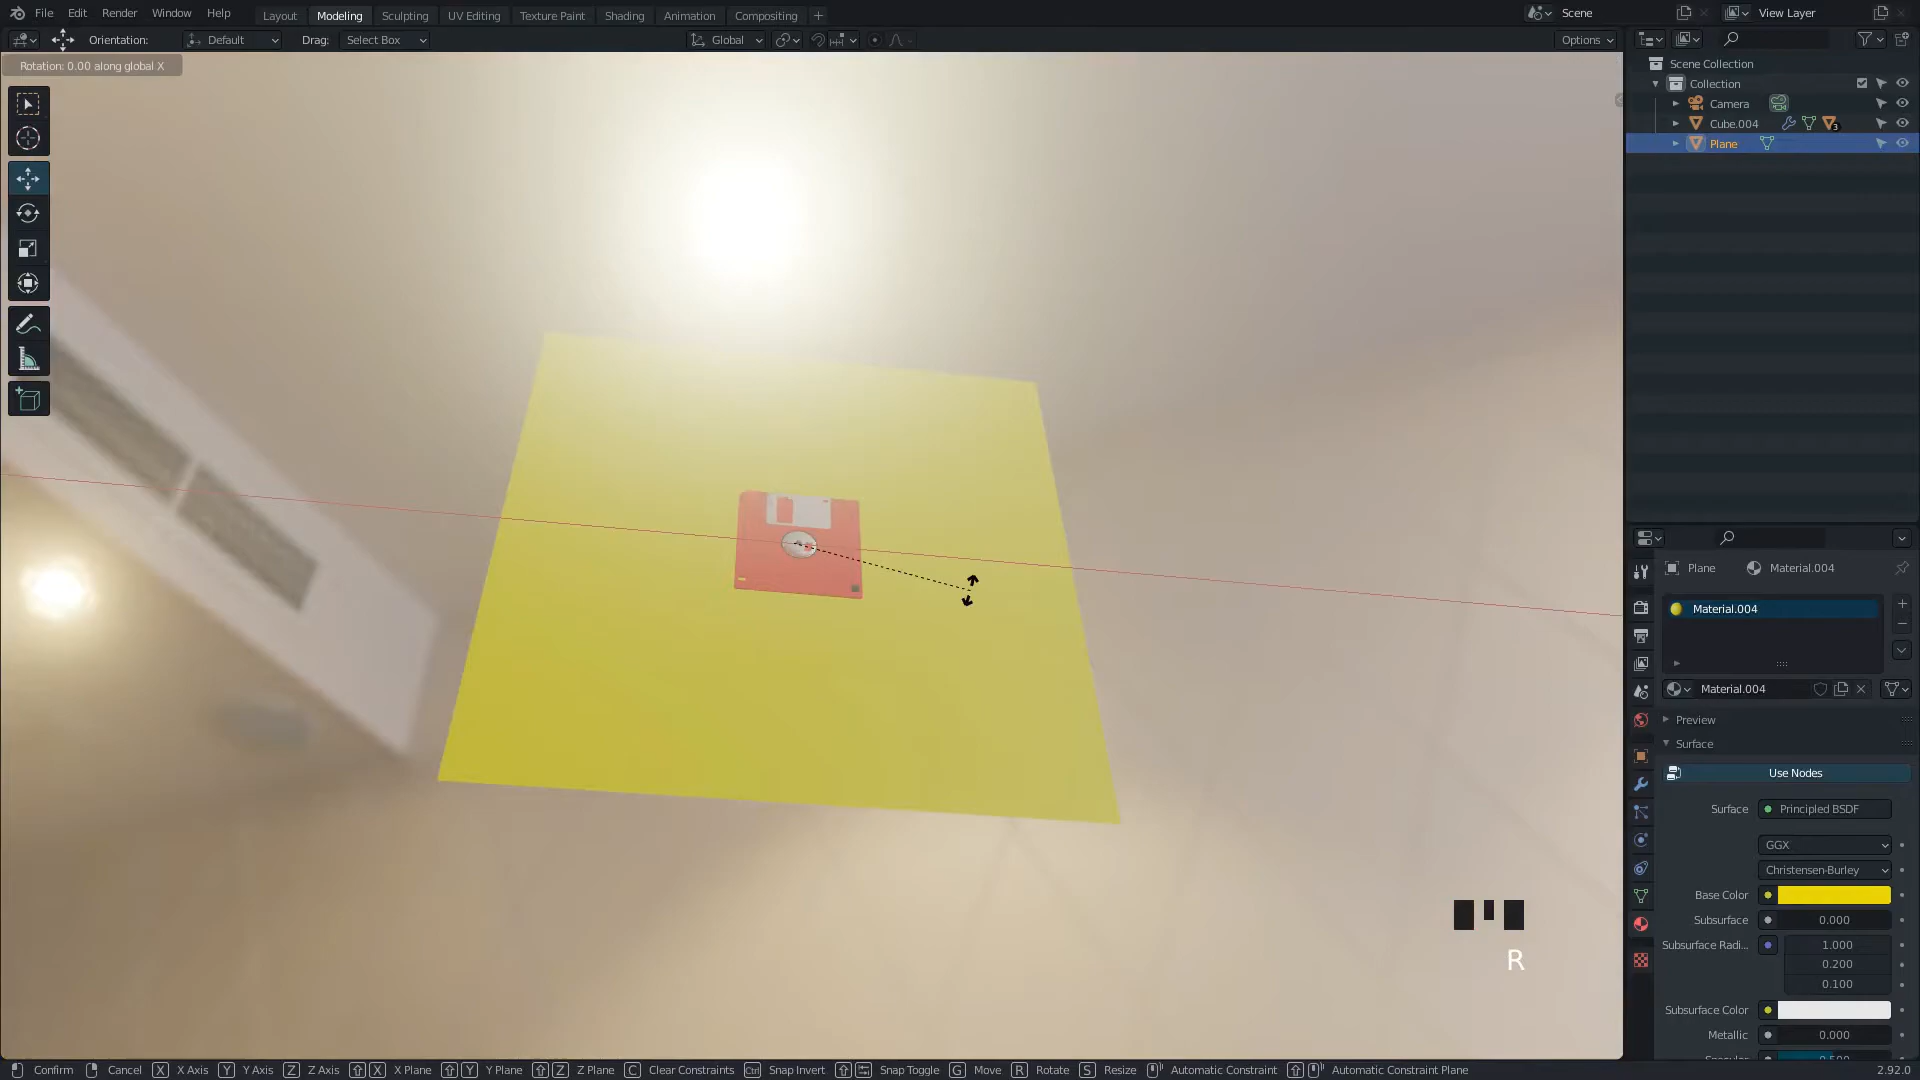 File Edit Render Window Help Layout Modeling Sculpting UV Editing Texture Paint Shading Animation Compositing + Scene View Layer
Orientation: Default Drag: Select Box Global Options
Rotation: 0.00 along global X
Scene Collection
Collection
Camera
Cube.004 3
Plane
Plane Material.004
Material.004
Material.004
Preview
Surface
Use Nodes
Surface Principled BSDF
GGX
Christensen-Burley
Base Color
Subsurface 0.000
Subsurface Radi... 1.000
0.200
0.100
Subsurface Color
Metallic 0.000
R
Confirm Cancel X X Axis Y Y Axis Z Z Axis X X Plane Y Y Plane Z Z Plane C Clear Constraints Ctrl Snap Invert Snap Toggle G Move R Rotate S Resize Automatic Constraint Automatic Constraint Plane 2.92.0